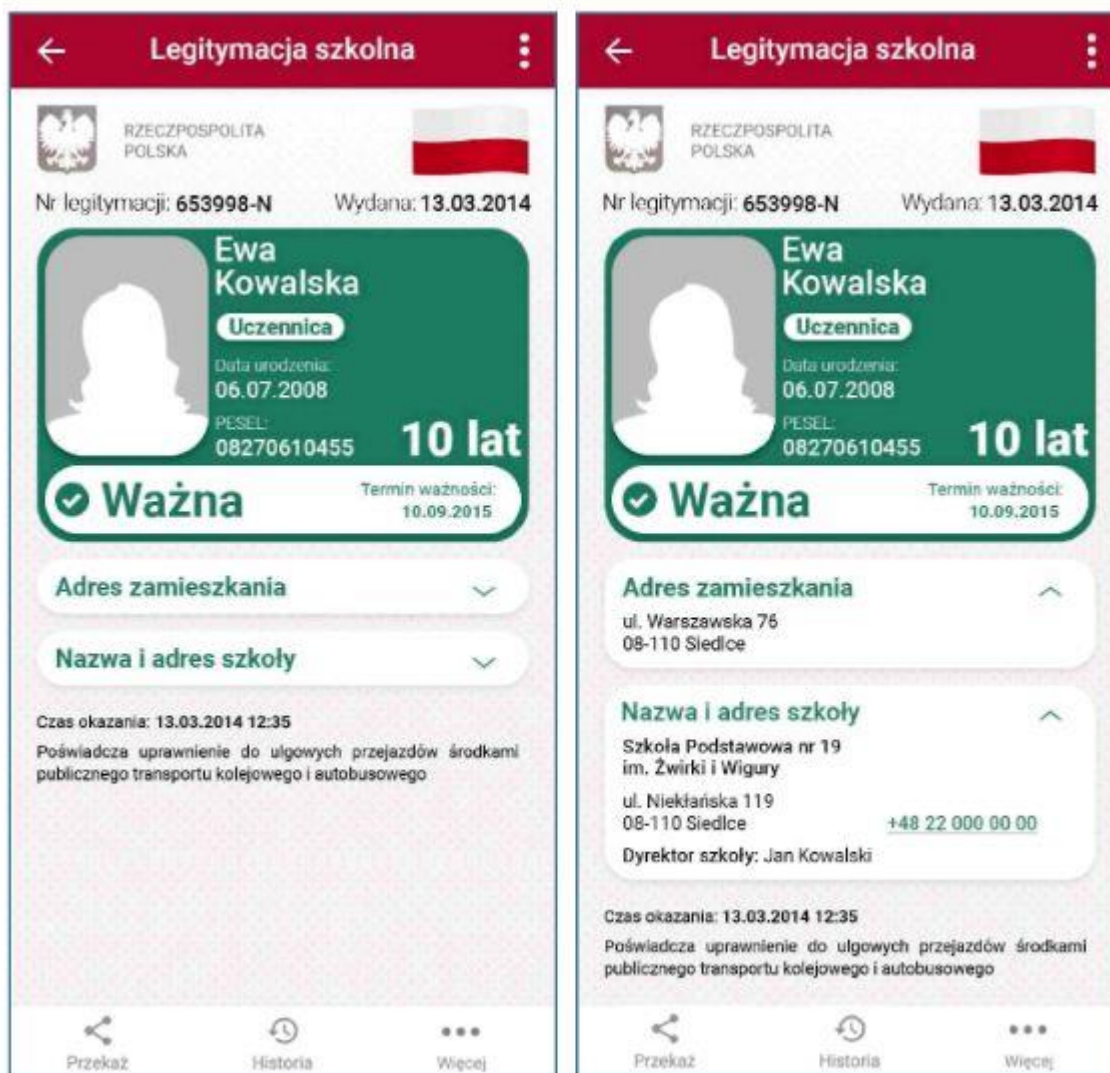 Legitymacja szkolna
RZECZPOSPOLITA
POLSKA
Nr legitymacji: 653998-N Wydana: 13.03.2014
Ewa
Kowalska
Uczennica
Data urodzenia:
06.07.2008
PESEL:
08270610455
10 lat
Ważna
Termin ważności:
10.09.2015
Adres zamieszkania
Nazwa i adres szkoły
Czas okazania: 13.03.2014 12:35
Poświadcza uprawnienie do ulgowych przejazdów środkami
publicznego transportu kolejowego i autobusowego
Przekaż Historia Więcej
Legitymacja szkolna
RZECZPOSPOLITA
POLSKA
Nr legitymacji: 653998-N Wydana: 13.03.2014
Ewa
Kowalska
Uczennica
Data urodzenia:
06.07.2008
PESEL:
08270610455
10 lat
Ważna
Termin ważności:
10.09.2015
Adres zamieszkania
ul. Warszawska 76
08-110 Siedlce
Nazwa i adres szkoły
Szkoła Podstawowa nr 19
im. Żwirki i Wigury
ul. Niekłańska 119
08-110 Siedlce +48 22 000 00 00
Dyrektor szkoły: Jan Kowalski
Czas okazania: 13.03.2014 12:35
Poświadcza uprawnienie do ulgowych przejazdów środkami
publicznego transportu kolejowego i autobusowego
Przekaż Historia Więcej